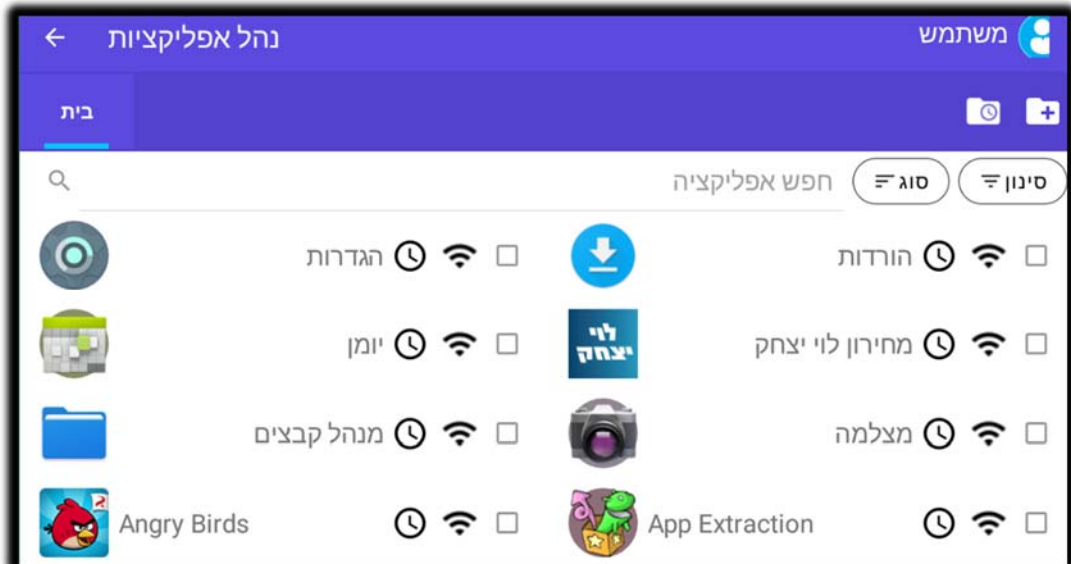 משתמש נהל אפליקציות
בית
סינון סוג חפש אפליקציה
הורדות הגדרות
מחירון לוי יצחק לוי יצחק יומן
מצלמה מנהל קבצים
App Extraction Angry Birds